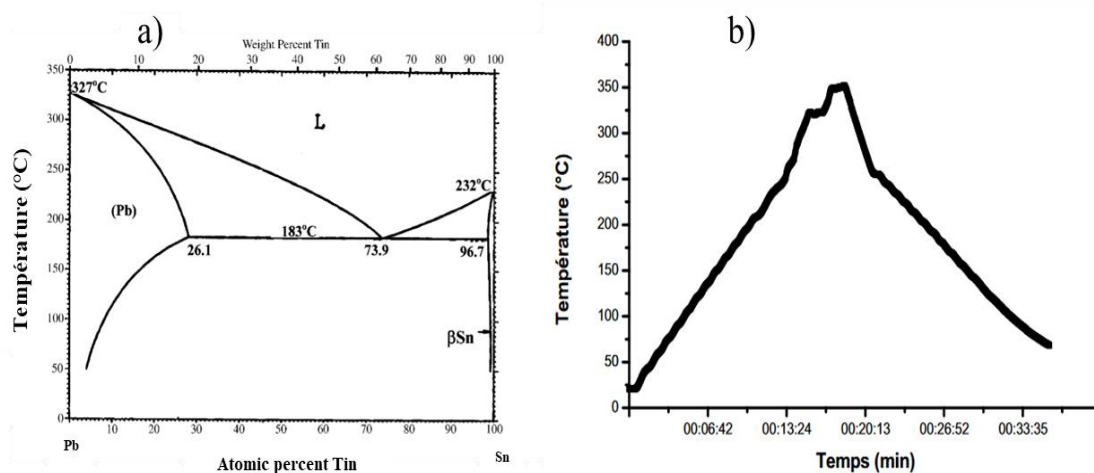 a)
Weight Percent Tin
0 10 20 30 40 50 60 70 80 90 100
Température (°C)
350
300
250
200
150
100
50
0
327°C
L
232°C
(Pb)
183°C
26.1
73.9
96.7
βSn
0 10 20 30 40 50 60 70 80 90 100
Pb
Sn
Atomic percent Tin
b)
Température (°C)
400
350
300
250
200
150
100
50
0
00:06:42 00:13:24 00:20:13 00:26:52 00:33:35
Temps (min)